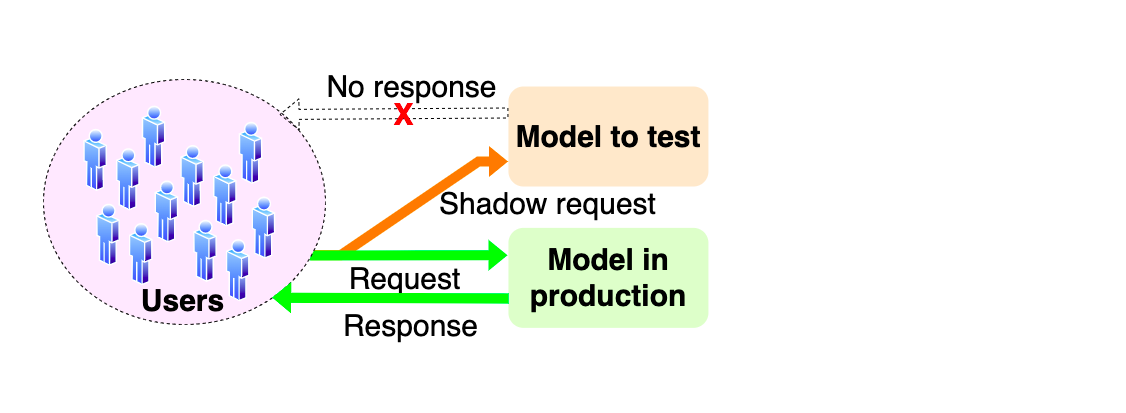 No response
X
Model to test
Shadow request
Model in
production
Request
Users
Response